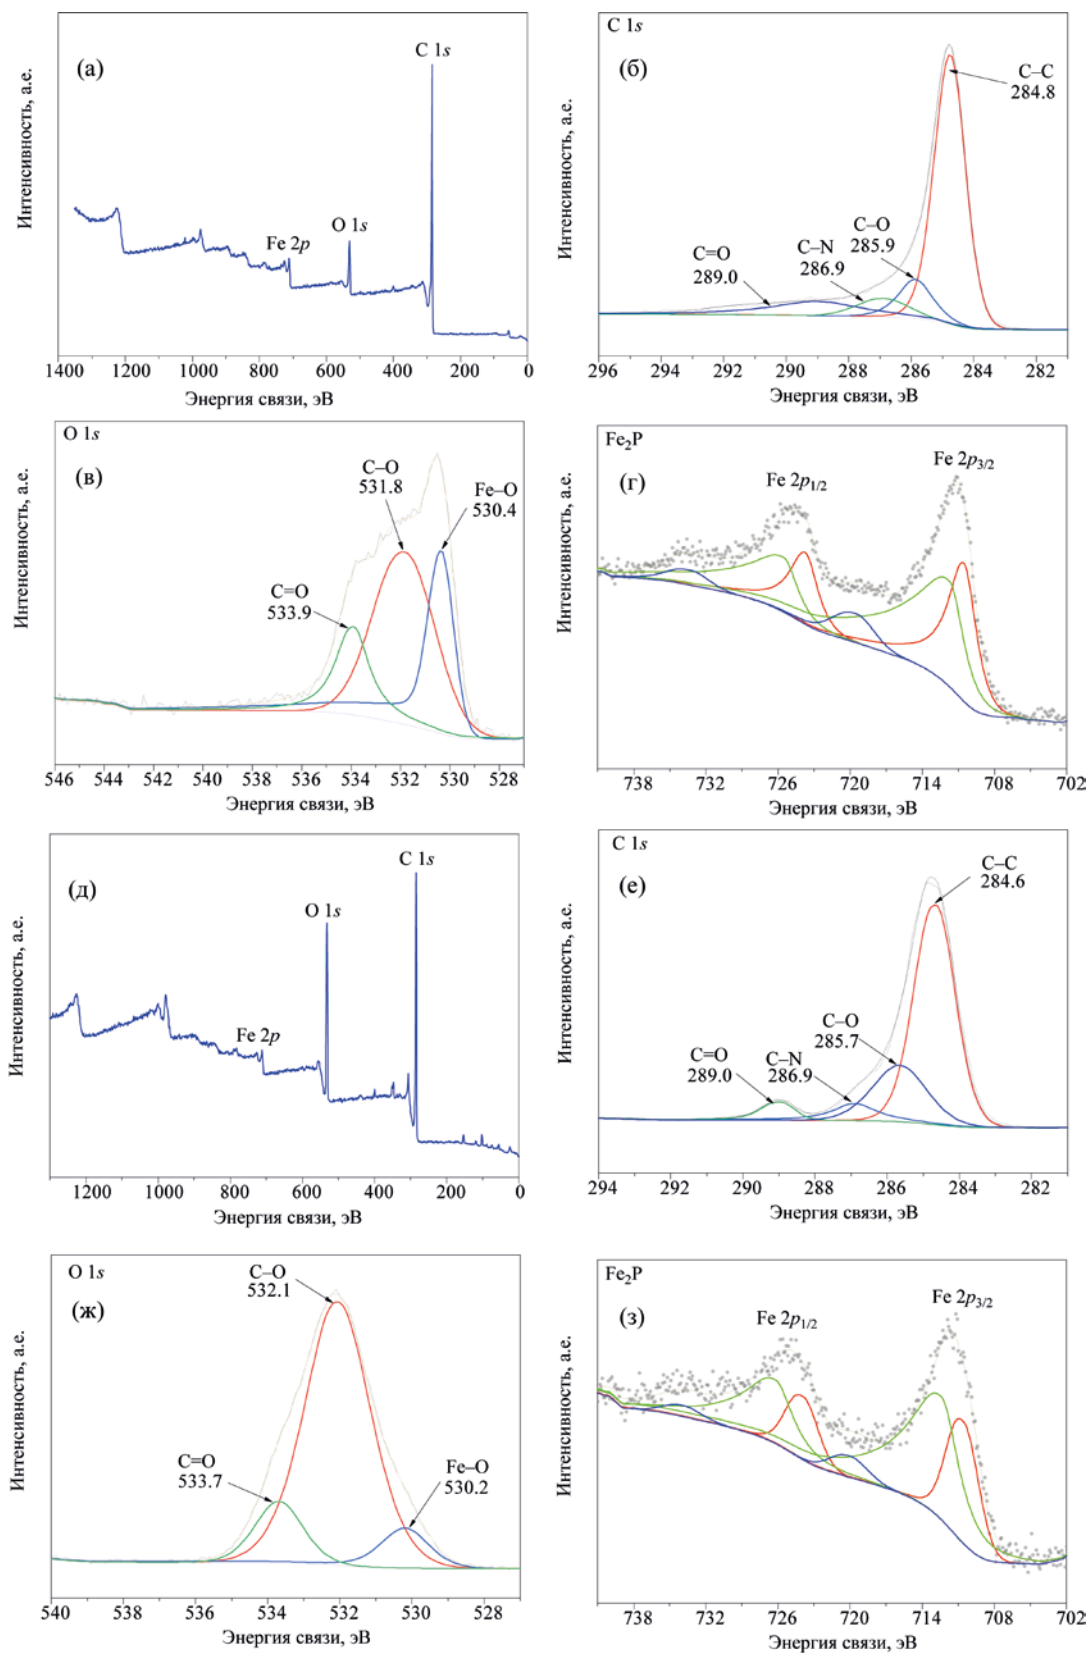 (а)
C 1s
O 1s
Fe 2p
Интенсивность, а.е.
1400 1200 1000 800 600 400 200 0
Энергия связи, эВ
C 1s
(б)
C–C
284.8
C–O
285.9
C–N
286.9
C=O
289.0
Интенсивность, а.е.
296 294 292 290 288 286 284 282
Энергия связи, эВ
O 1s
(в)
C–O
531.8
Fe–O
530.4
C=O
533.9
Интенсивность, а.е.
546 544 542 540 538 536 534 532 530 528
Энергия связи, эВ
Fe₂P
(г)
Fe 2p₁/₂
Fe 2p₃/₂
Интенсивность, а.е.
738 732 726 720 714 708 702
Энергия связи, эВ
(д)
C 1s
O 1s
Fe 2p
Интенсивность, а.е.
1200 1000 800 600 400 200 0
Энергия связи, эВ
C 1s
(е)
C–C
284.6
C–O
285.7
C–N
286.9
C=O
289.0
Интенсивность, а.е.
294 292 290 288 286 284 282
Энергия связи, эВ
O 1s
(ж)
C–O
532.1
C=O
533.7
Fe–O
530.2
Интенсивность, а.е.
540 538 536 534 532 530 528
Энергия связи, эВ
Fe₂P
(з)
Fe 2p₁/₂
Fe 2p₃/₂
Интенсивность, а.е.
738 732 726 720 714 708 702
Энергия связи, эВ